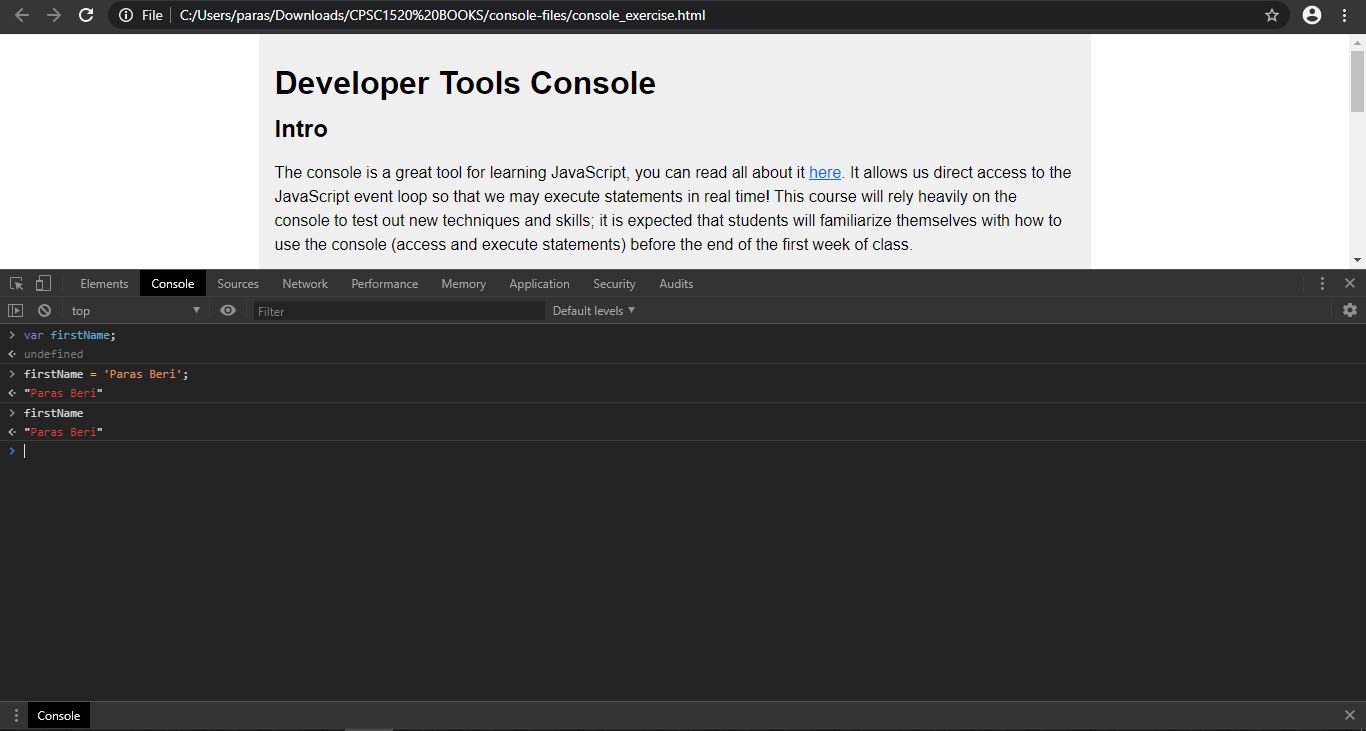 File C:/Users/paras/Downloads/CPSC1520%20BOOKS/console-files/console_exercise.html
Developer Tools Console
Intro
The console is a great tool for learning JavaScript, you can read all about it here. It allows us direct access to the
JavaScript event loop so that we may execute statements in real time! This course will rely heavily on the
console to test out new techniques and skills; it is expected that students will familiarize themselves with how to
use the console (access and execute statements) before the end of the first week of class.
Elements Console Sources Network Performance Memory Application Security Audits
top Filter Default levels
var firstName;
undefined
firstName = 'Paras Beri';
"Paras Beri"
firstName
"Paras Beri"
Console